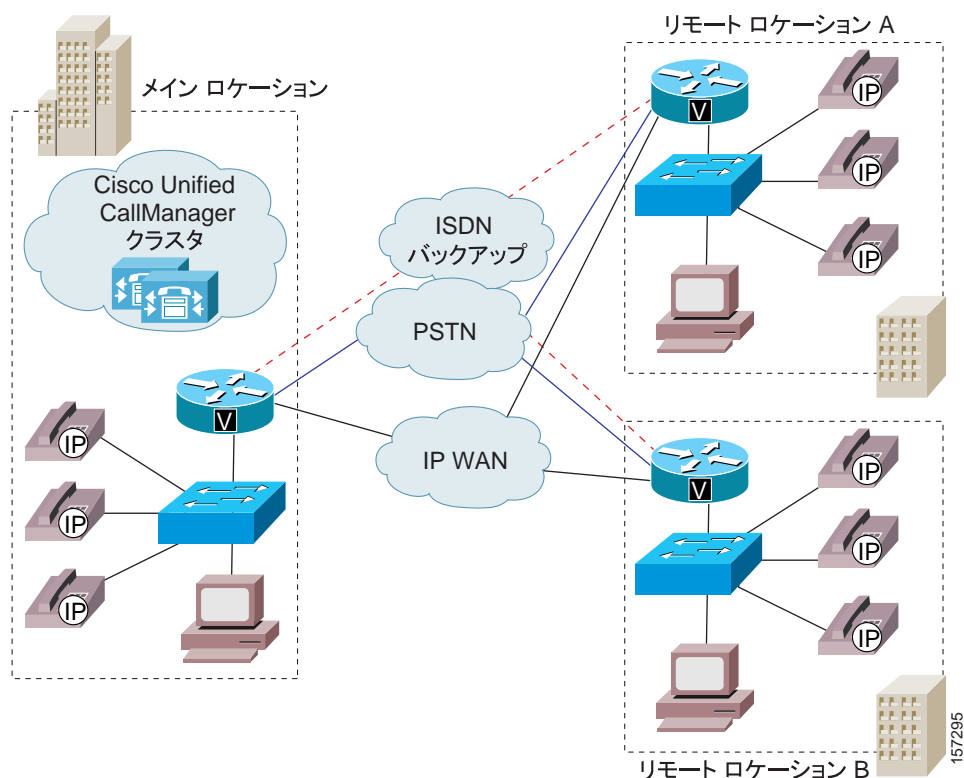 リモート ロケーション A
メイン ロケーション
Cisco Unified
CallManager
クラスタ
ISDN
バックアップ
PSTN
IP WAN
V
V
V
IP
IP
IP
IP
IP
IP
IP
IP
IP
リモート ロケーション B
157295